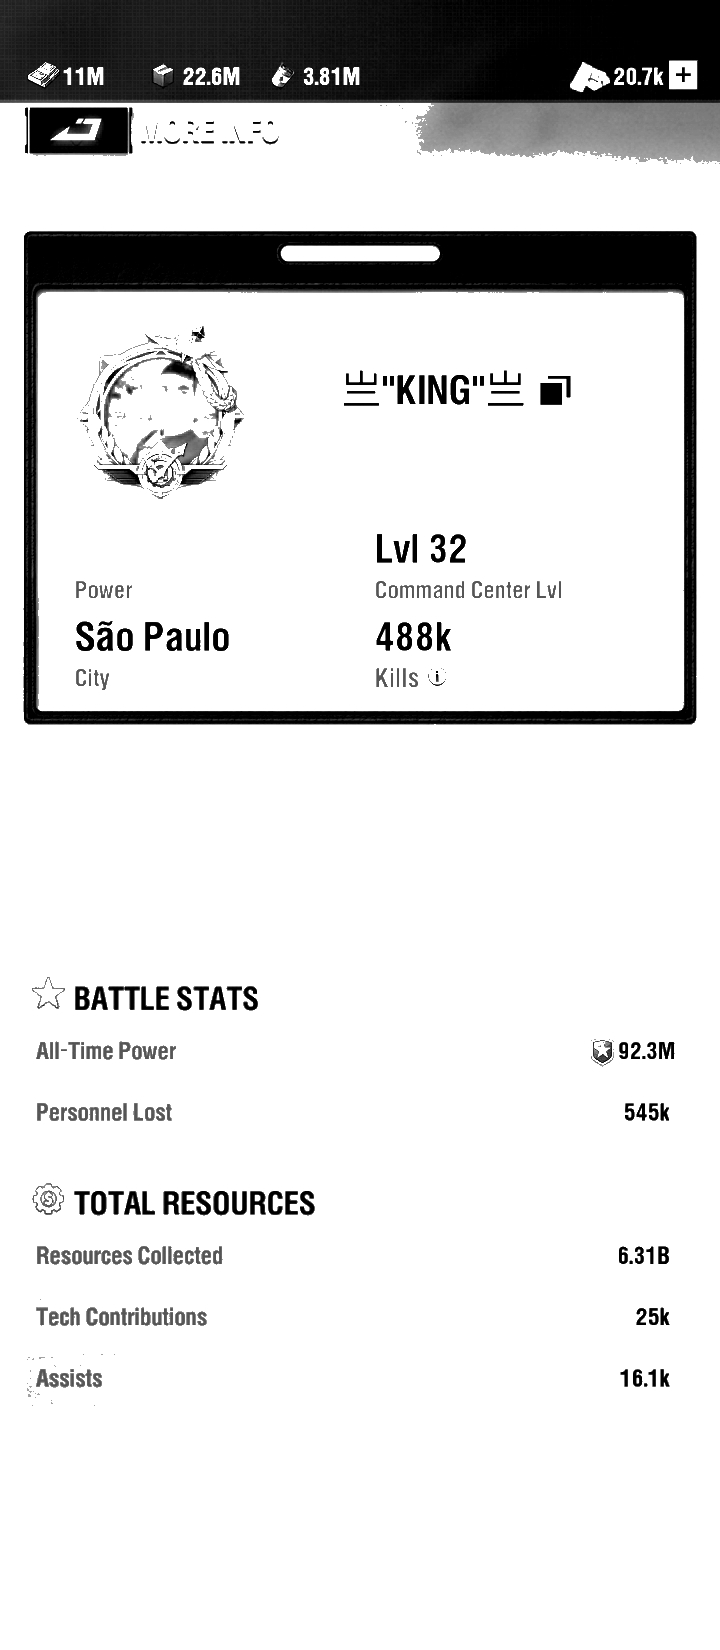 11M 22.6M 3.81M 20.7k +
MORE INFO
亗"KING"亗
Lvl 32
Power Command Center Lvl
São Paulo 488k
City Kills
BATTLE STATS
All-Time Power 92.3M
Personnel Lost 545k
TOTAL RESOURCES
Resources Collected 6.31B
Tech Contributions 25k
Assists 16.1k